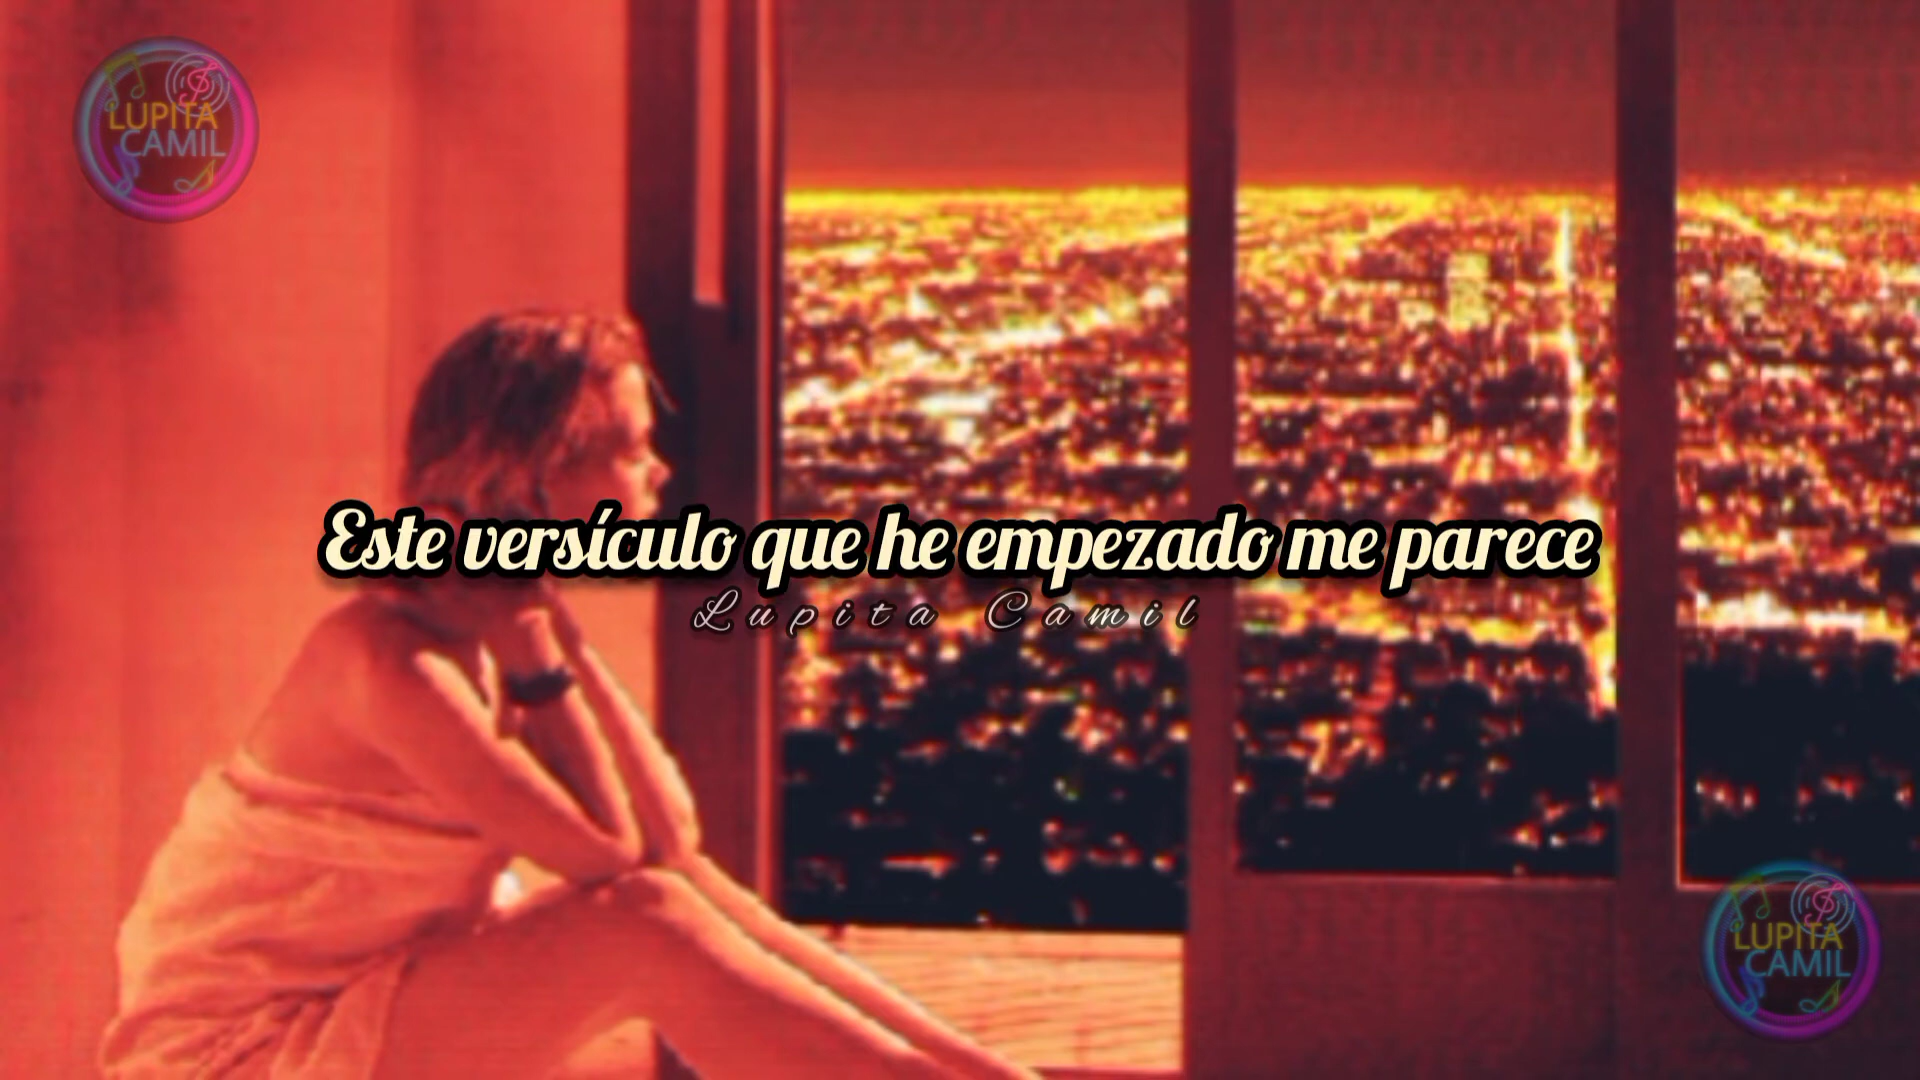 LUPITA
CAMIL
Este versículo que he empezado me parece
Lupita Camil
LUPITA
CAMIL